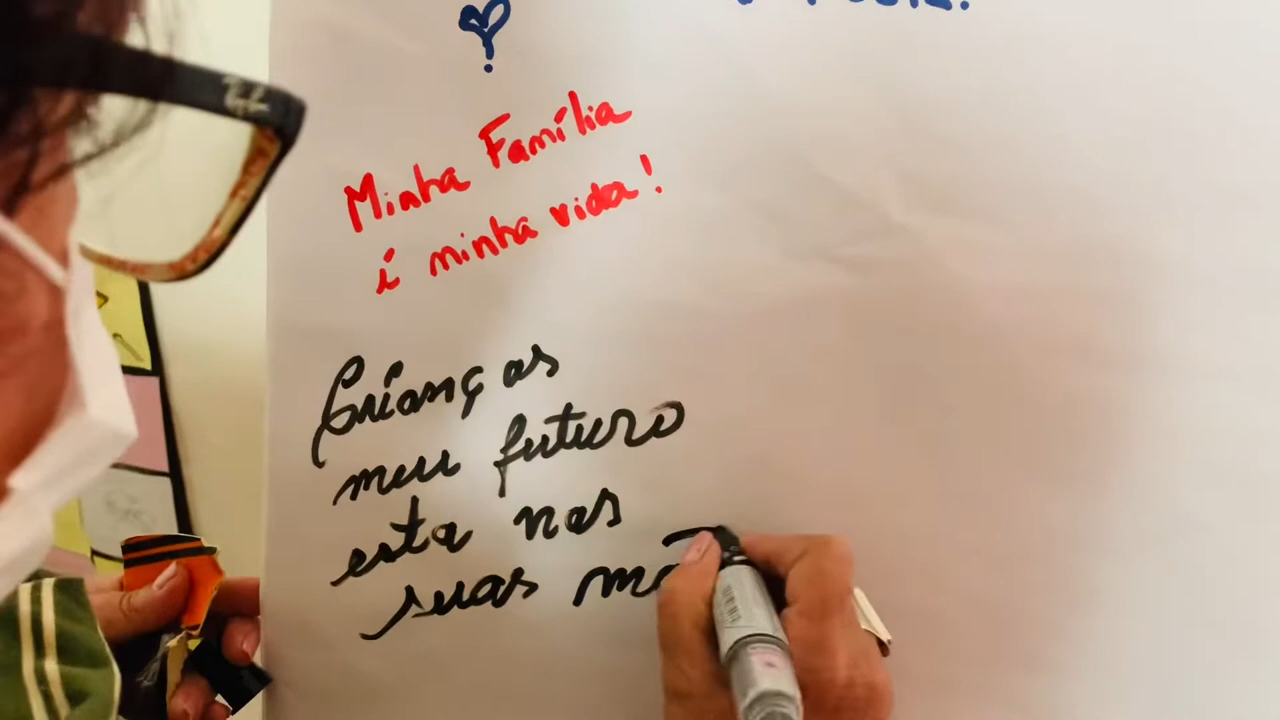 Minha Família
é minha vida!
Crianças
meu futuro
esta nas
suas